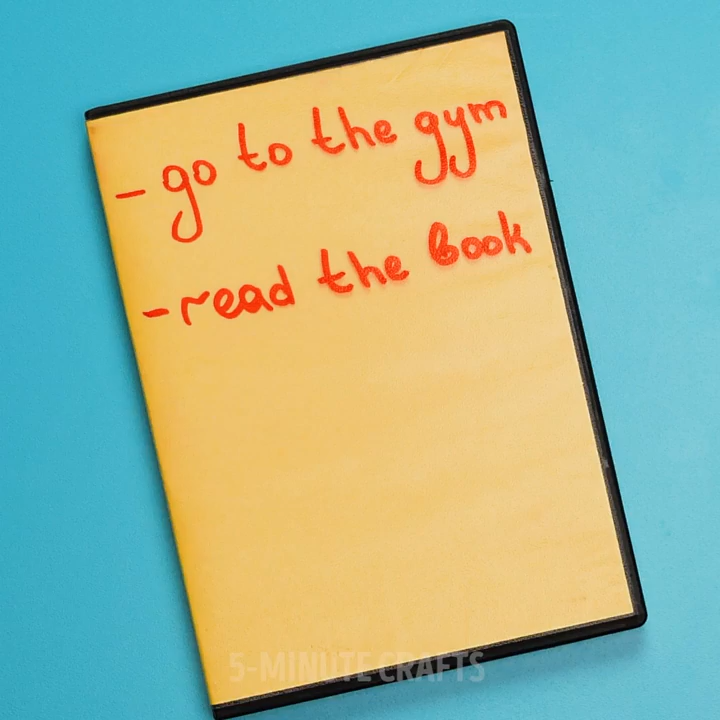 - go to the gym
- read the book
5-MINUTE CRAFTS